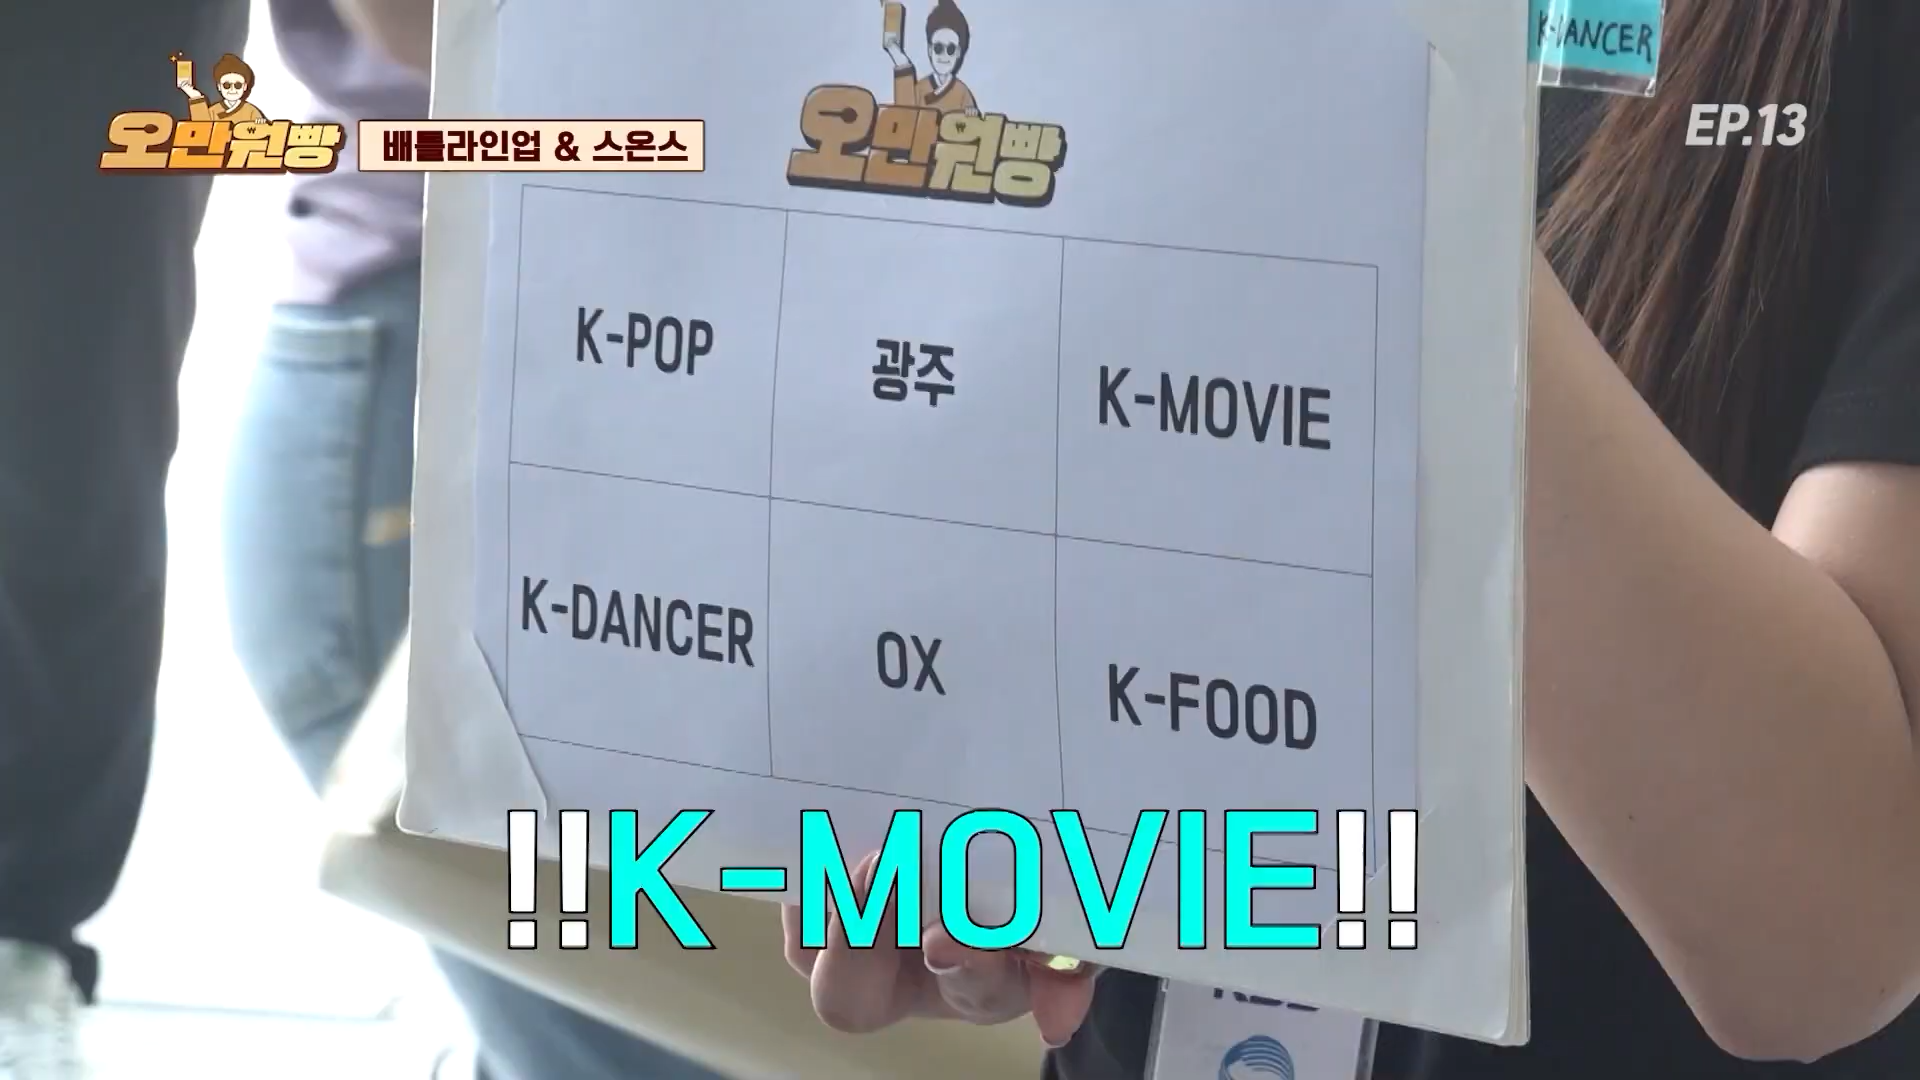 오만원빵
배틀라인업 & 스온스
EP.13
K-DANCER
오만원빵
K-POP
광주
K-MOVIE
K-DANCER
OX
K-FOOD
!!K-MOVIE!!